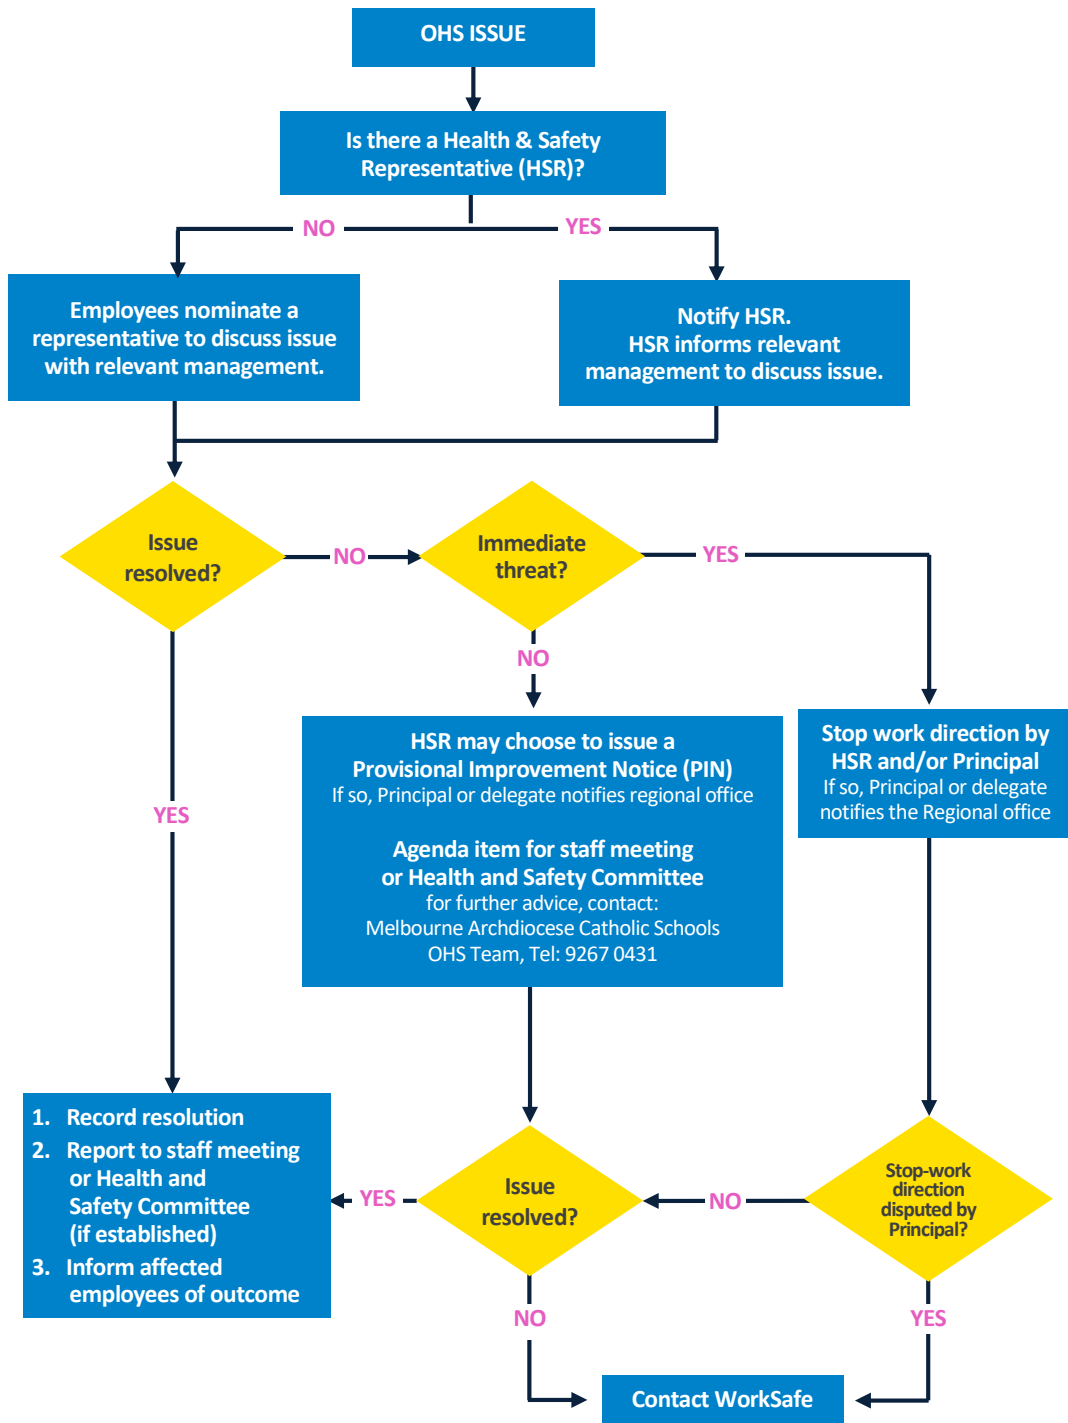 OHS ISSUE
Is there a Health & Safety
Representative (HSR)?
NO
YES
Employees nominate a
representative to discuss issue
with relevant management.
Notify HSR.
HSR informs relevant
management to discuss issue.
Issue
resolved?
NO
Immediate
threat?
YES
NO
HSR may choose to issue a
Provisional Improvement Notice (PIN)
If so, Principal or delegate notifies regional office
Agenda item for staff meeting
or Health and Safety Committee
for further advice, contact:
Melbourne Archdiocese Catholic Schools
OHS Team, Tel: 9267 0431
Stop work direction by
HSR and/or Principal
If so, Principal or delegate
notifies the Regional office
YES
1. Record resolution
2. Report to staff meeting
or Health and
Safety Committee
(if established)
3. Inform affected
employees of outcome
YES
Issue
resolved?
NO
Stop-work
direction
disputed by
Principal?
NO
YES
Contact WorkSafe